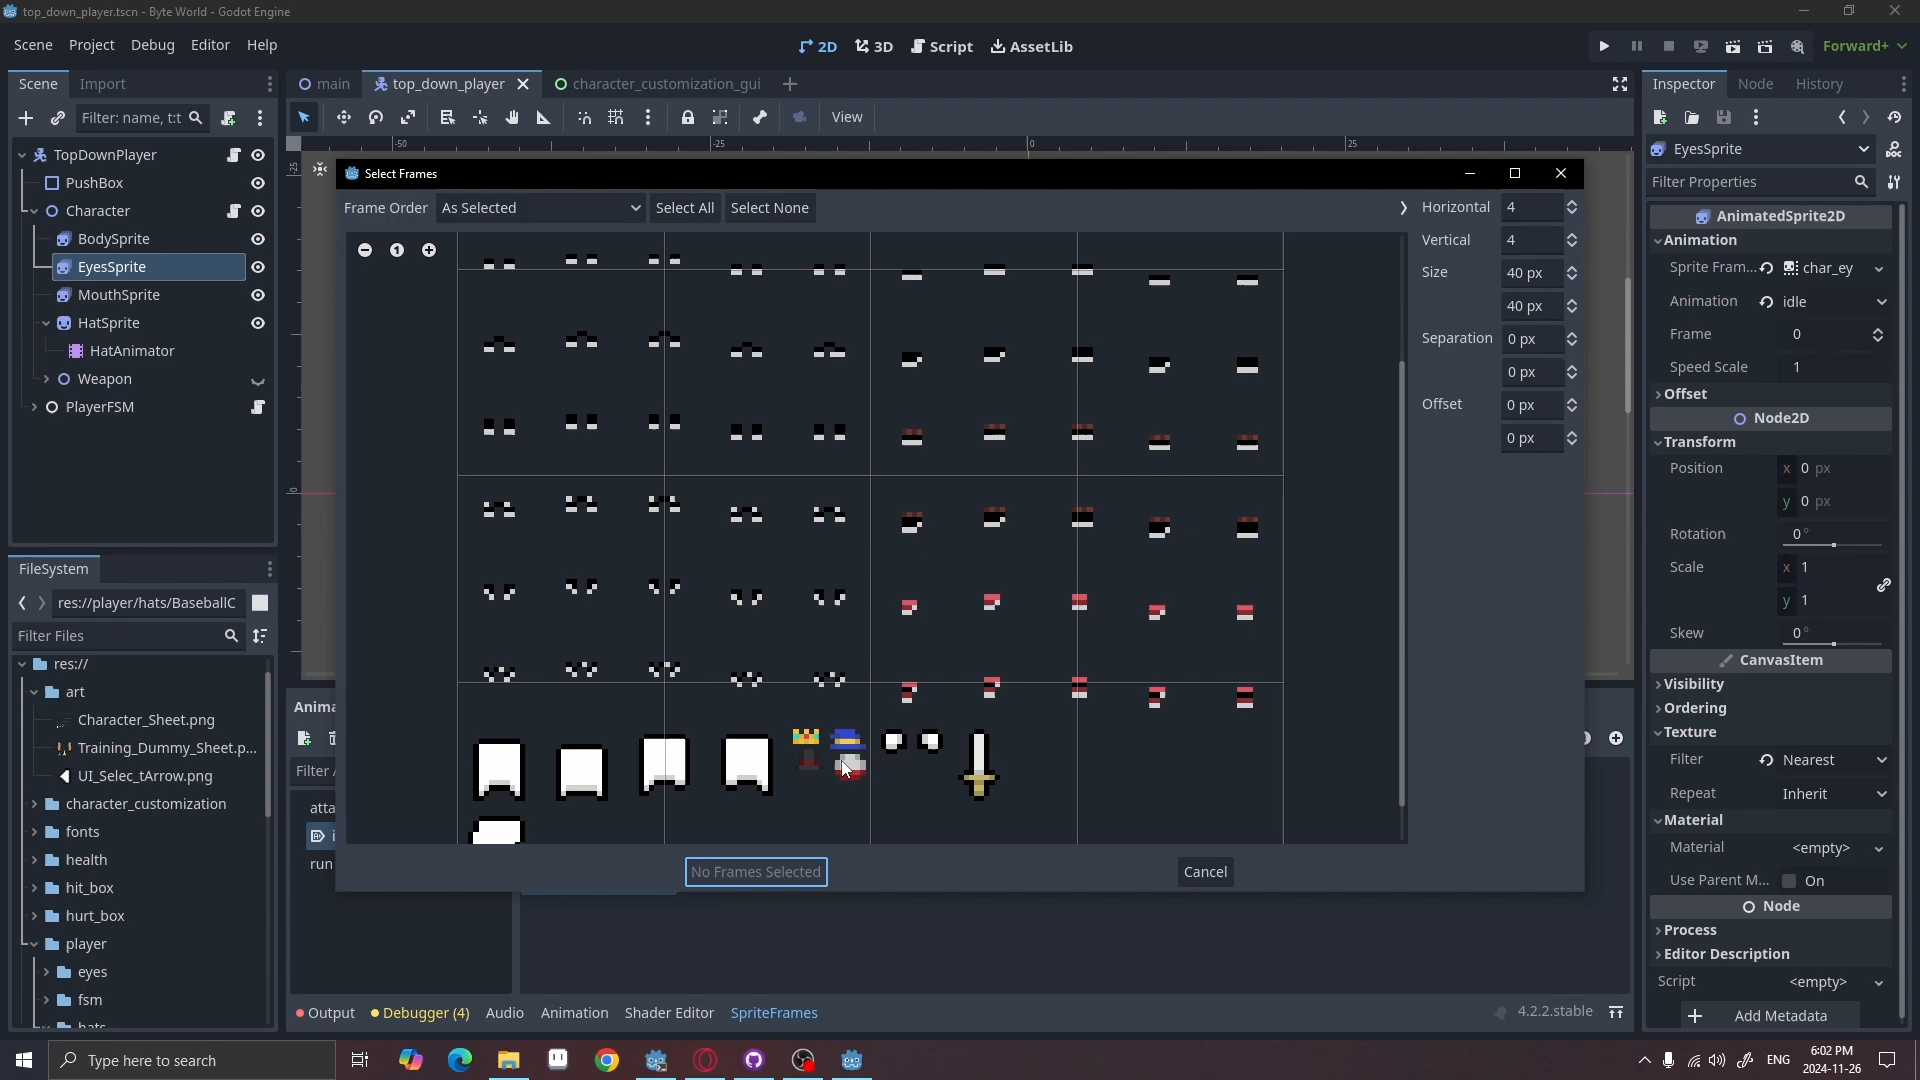 top_down_player.tscn - Byte World - Godot Engine
Scene Project Debug Editor Help
2D 3D Script AssetLib
Forward+
Scene Import
main top_down_player character_customization_gui
Inspector Node History
Filter: name, t:t
View
TopDownPlayer
PushBox
Character
BodySprite
EyesSprite
MouthSprite
HatSprite
HatAnimator
Weapon
PlayerFSM
-50 -25 0 25
-25
0
Select Frames
Frame Order As Selected Select All Select None
1
Horizontal 4
Vertical 4
Size 40 px
40 px
Separation 0 px
0 px
Offset 0 px
0 px
No Frames Selected Cancel
FileSystem
res://player/hats/BaseballC
Filter Files
res://
art
Character_Sheet.png
Training_Dummy_Sheet.p...
UI_Selec_tArrow.png
character_customization
fonts
health
hit_box
hurt_box
player
eyes
fsm
hats
Anima
Filter
atta
i
run
Output Debugger (4) Audio Animation Shader Editor SpriteFrames
4.2.2.stable
EyesSprite
Filter Properties
AnimatedSprite2D
Animation
Sprite Fram... char_ey
Animation idle
Frame 0
Speed Scale 1
Offset
Node2D
Transform
Position x 0 px
y 0 px
Rotation 0 °
Scale x 1
y 1
Skew 0 °
CanvasItem
Visibility
Ordering
Texture
Filter Nearest
Repeat Inherit
Material
Material <empty>
Use Parent M... On
Node
Process
Editor Description
Script <empty>
Add Metadata
Type here to search
ENG
6:02 PM
2024-11-26